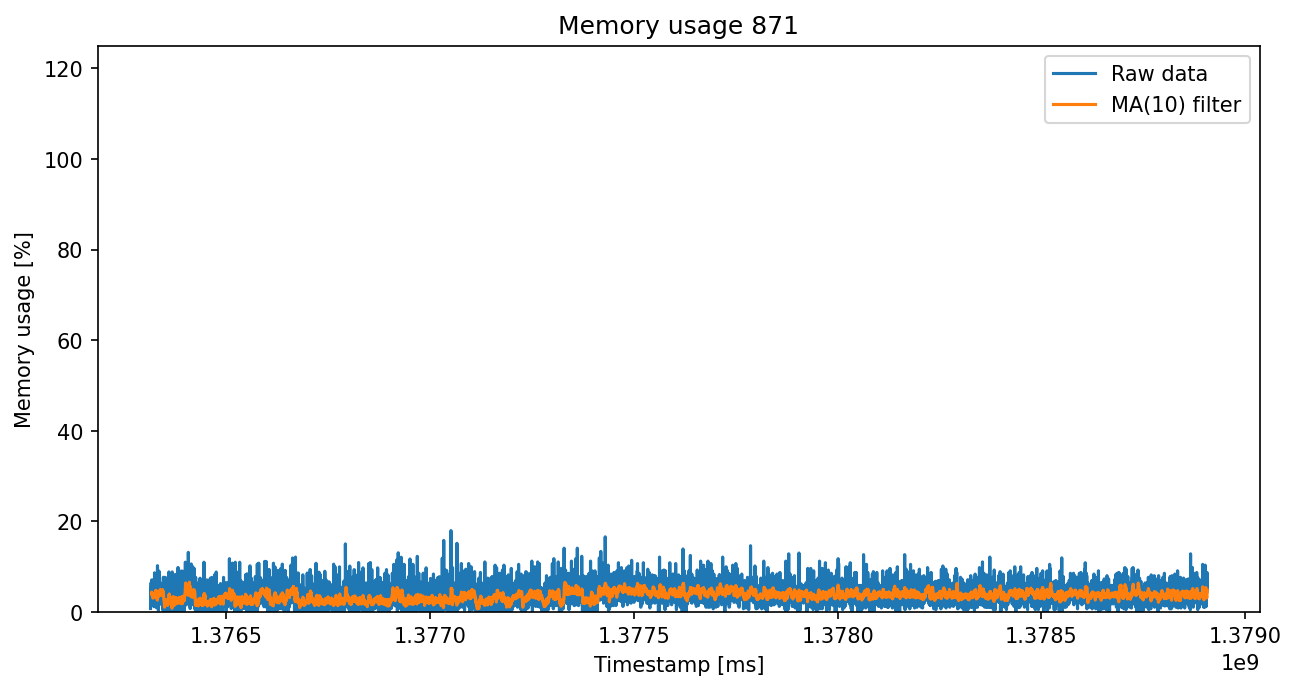 Memory usage 871
Raw data
MA(10) filter
Memory usage [%]
120
100
80
60
40
20
0
1.3765 1.3770 1.3775 1.3780 1.3785 1.3790
1e9
Timestamp [ms]